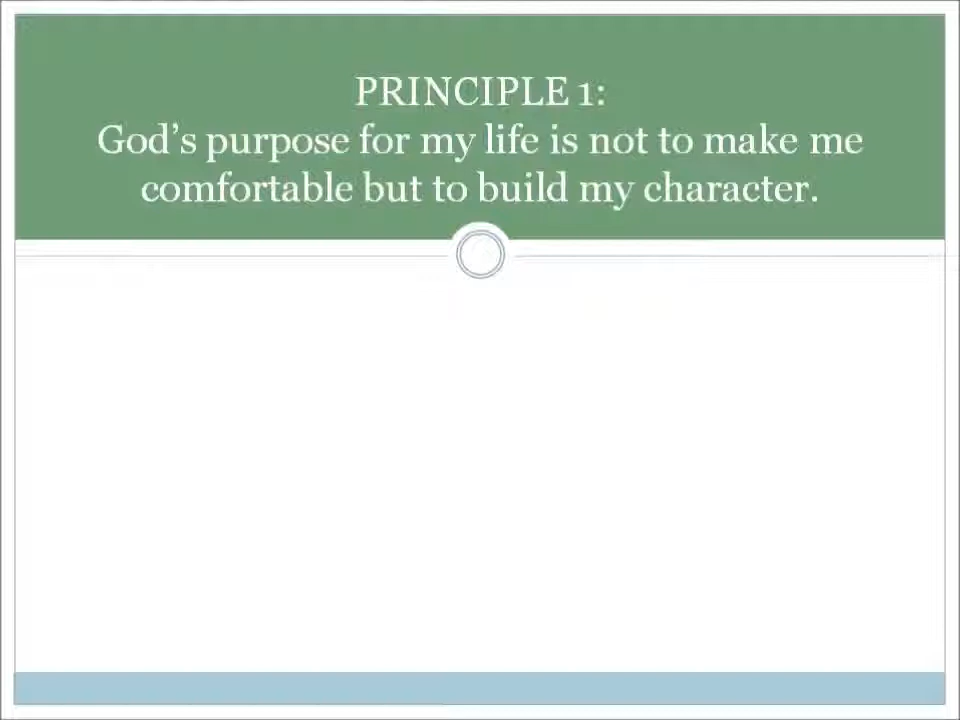 PRINCIPLE 1:
God’s purpose for my life is not to make me
comfortable but to build my character.